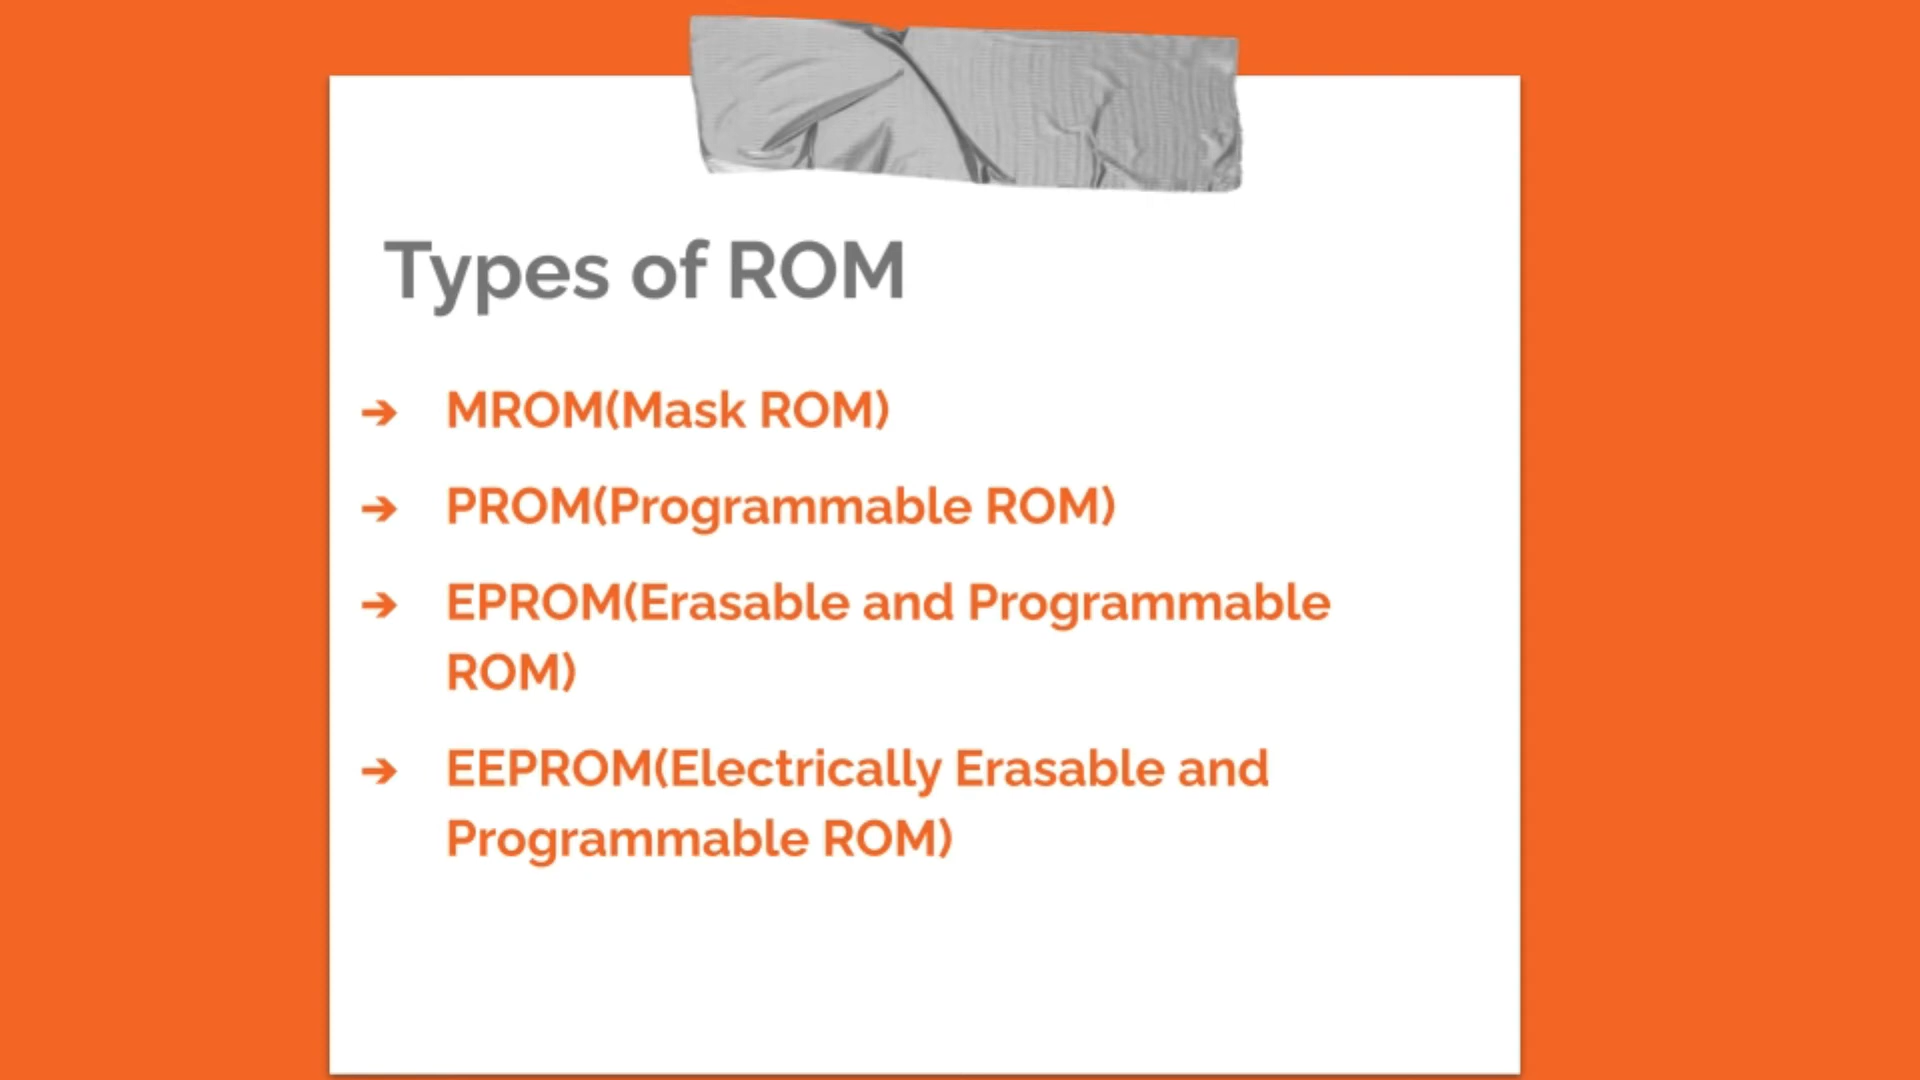 Types of ROM
➔ MROM(Mask ROM)
➔ PROM(Programmable ROM)
➔ EPROM(Erasable and Programmable
ROM)
➔ EEPROM(Electrically Erasable and
Programmable ROM)